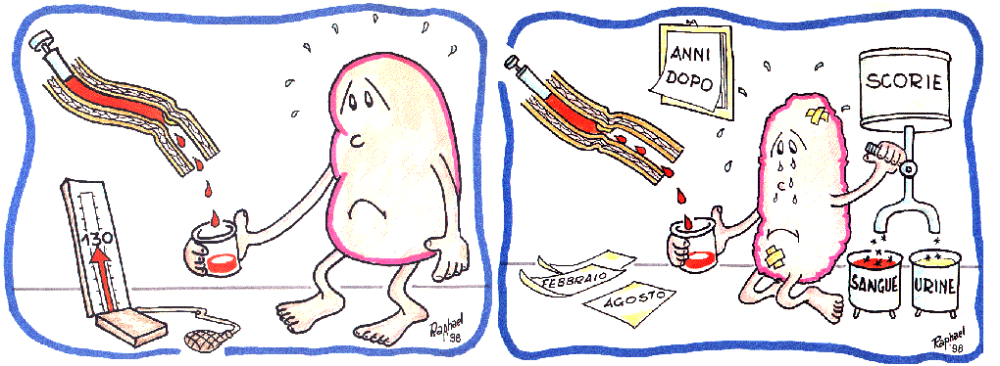 130
Raphael
98
ANNI
DOPO
SCORIE
FEBBRAIO
AGOSTO
SANGUE
URINE
Raphael
'98